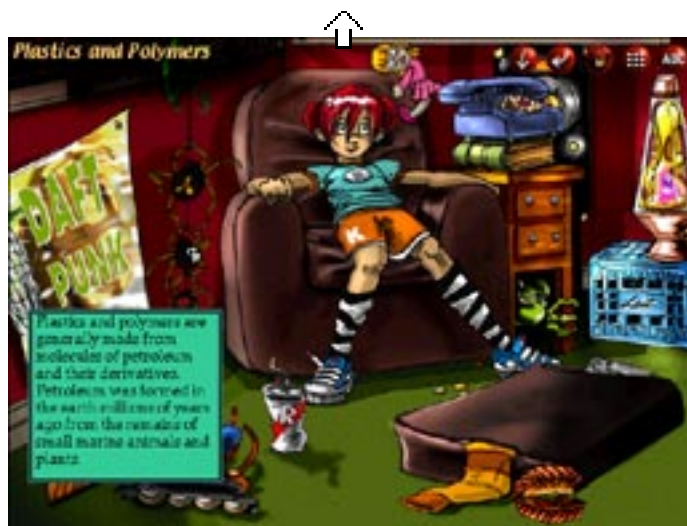 Plastics and Polymers
ABC
DAFT
PUNK
K
Plastics and polymers are
generally made from
molecules of petroleum
and their derivatives.
Petroleum was formed in
the earth millions of years
ago from the remains of
small marine animals and
plants